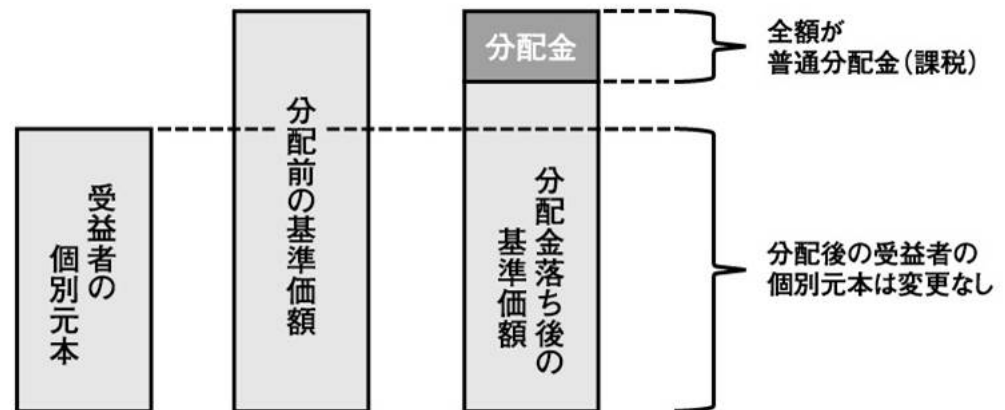 受益者の
個別元本
分配前の基準価額
分配金
分配金落ち後の
基準価額
全額が
普通分配金(課税)
分配後の受益者の
個別元本は変更なし